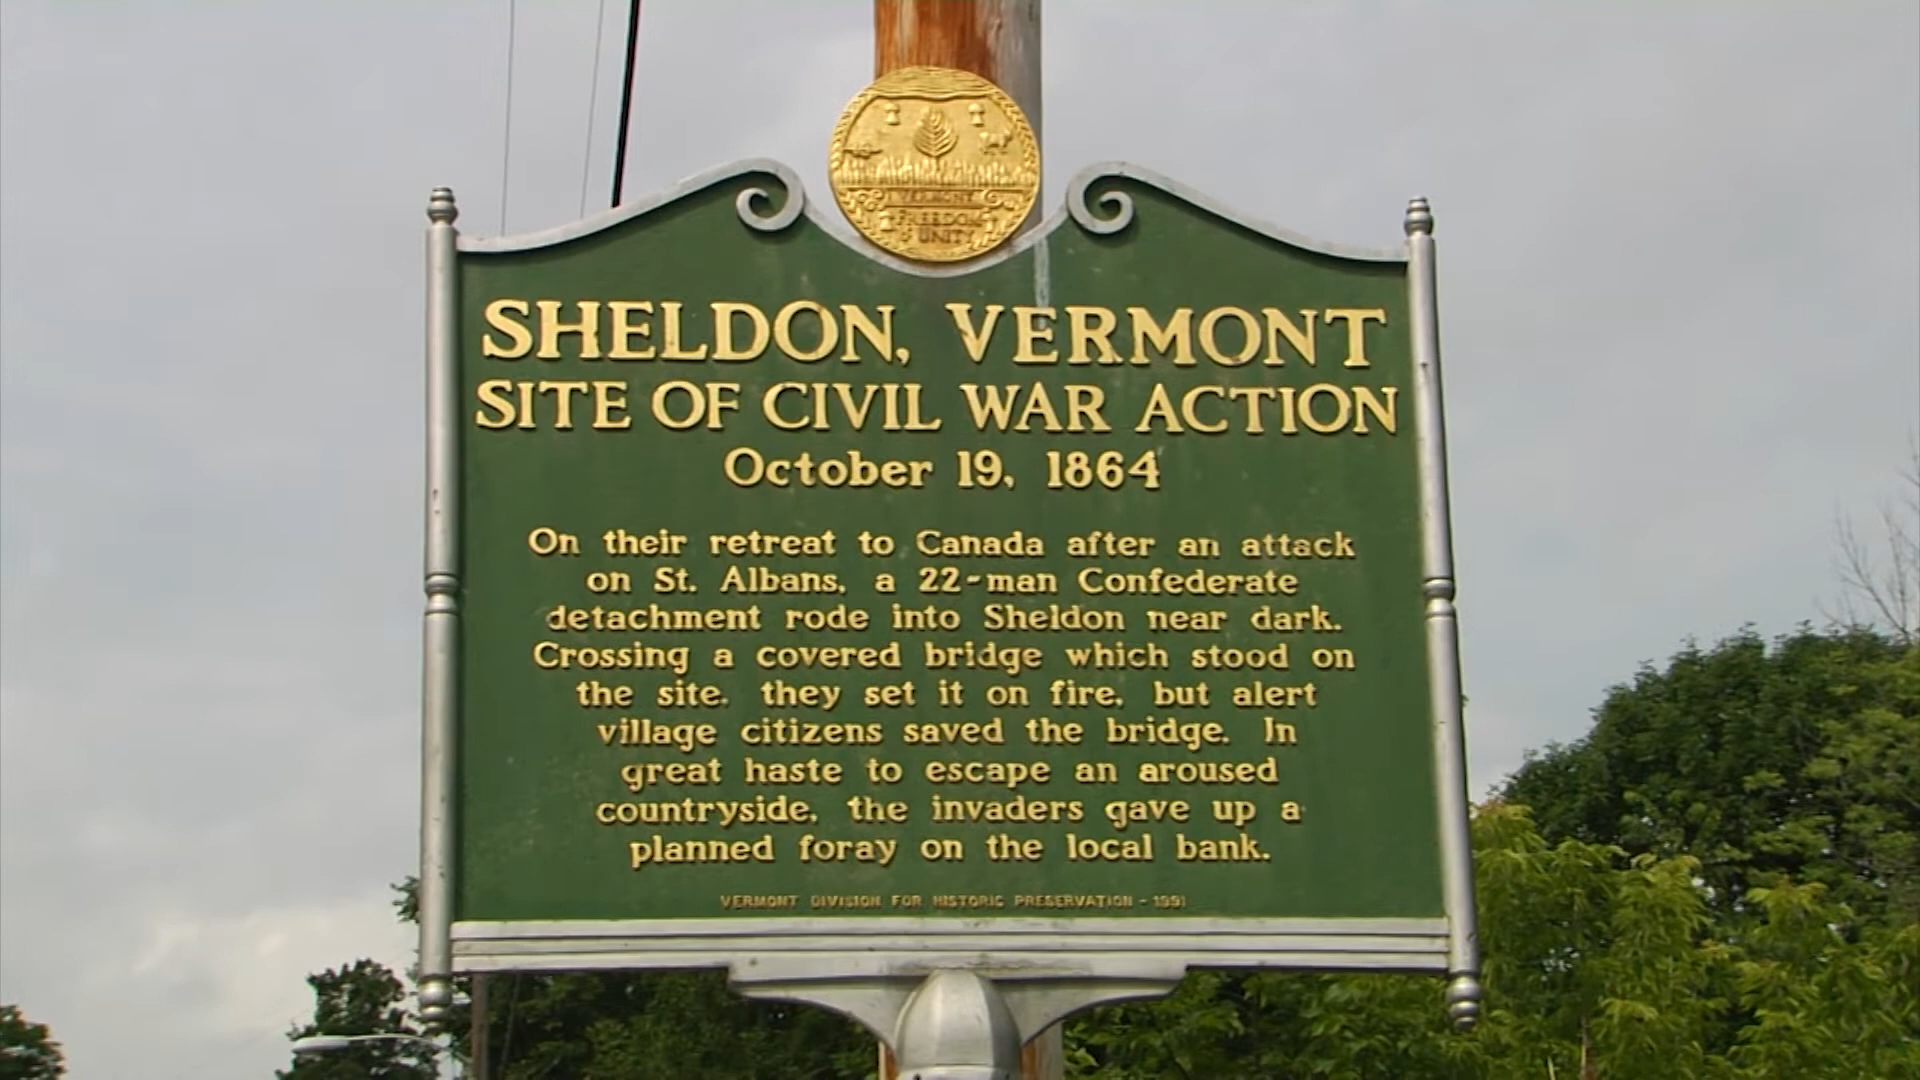 VERMONT
FREEDOM
& UNITY
SHELDON, VERMONT
SITE OF CIVIL WAR ACTION
October 19, 1864
On their retreat to Canada after an attack
on St. Albans, a 22-man Confederate
detachment rode into Sheldon near dark.
Crossing a covered bridge which stood on
the site, they set it on fire, but alert
village citizens saved the bridge. In
great haste to escape an aroused
countryside, the invaders gave up a
planned foray on the local bank.
VERMONT DIVISION FOR HISTORIC PRESERVATION - 1991